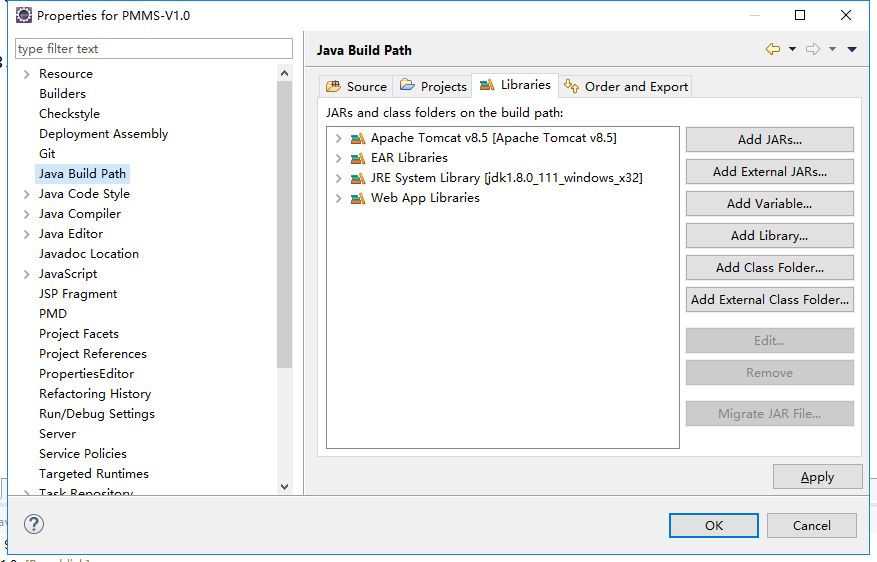 Properties for PMMS-V1.0
type filter text
Resource
Builders
Checkstyle
Deployment Assembly
Git
Java Build Path
Java Code Style
Java Compiler
Java Editor
Javadoc Location
JavaScript
JSP Fragment
PMD
Project Facets
Project References
PropertiesEditor
Refactoring History
Run/Debug Settings
Server
Service Policies
Targeted Runtimes
Task Repository
Java Build Path
Source Projects Libraries Order and Export
JARs and class folders on the build path:
Apache Tomcat v8.5 [Apache Tomcat v8.5]
EAR Libraries
JRE System Library [jdk1.8.0_111_windows_x32]
Web App Libraries
Add JARs...
Add External JARs...
Add Variable...
Add Library...
Add Class Folder...
Add External Class Folder...
Edit...
Remove
Migrate JAR File...
Apply
OK Cancel